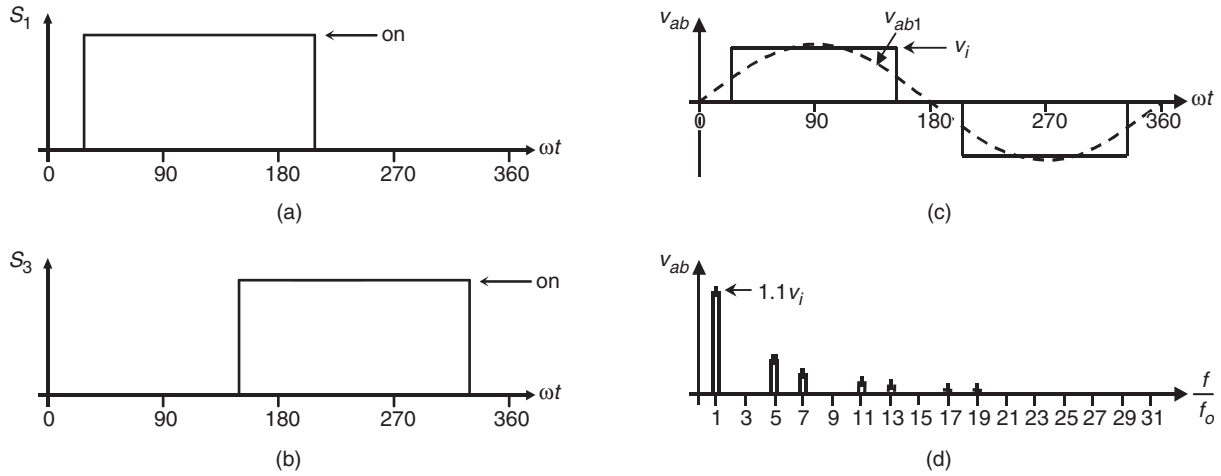 S1
on
ωt
0 90 180 270 360
(a)
S3
on
ωt
0 90 180 270 360
(b)
vab
vab1
vi
ωt
0 90 180 270 360
(c)
vab
1.1vi
f
fo
1 3 5 7 9 11 13 15 17 19 21 23 25 27 29 31
(d)